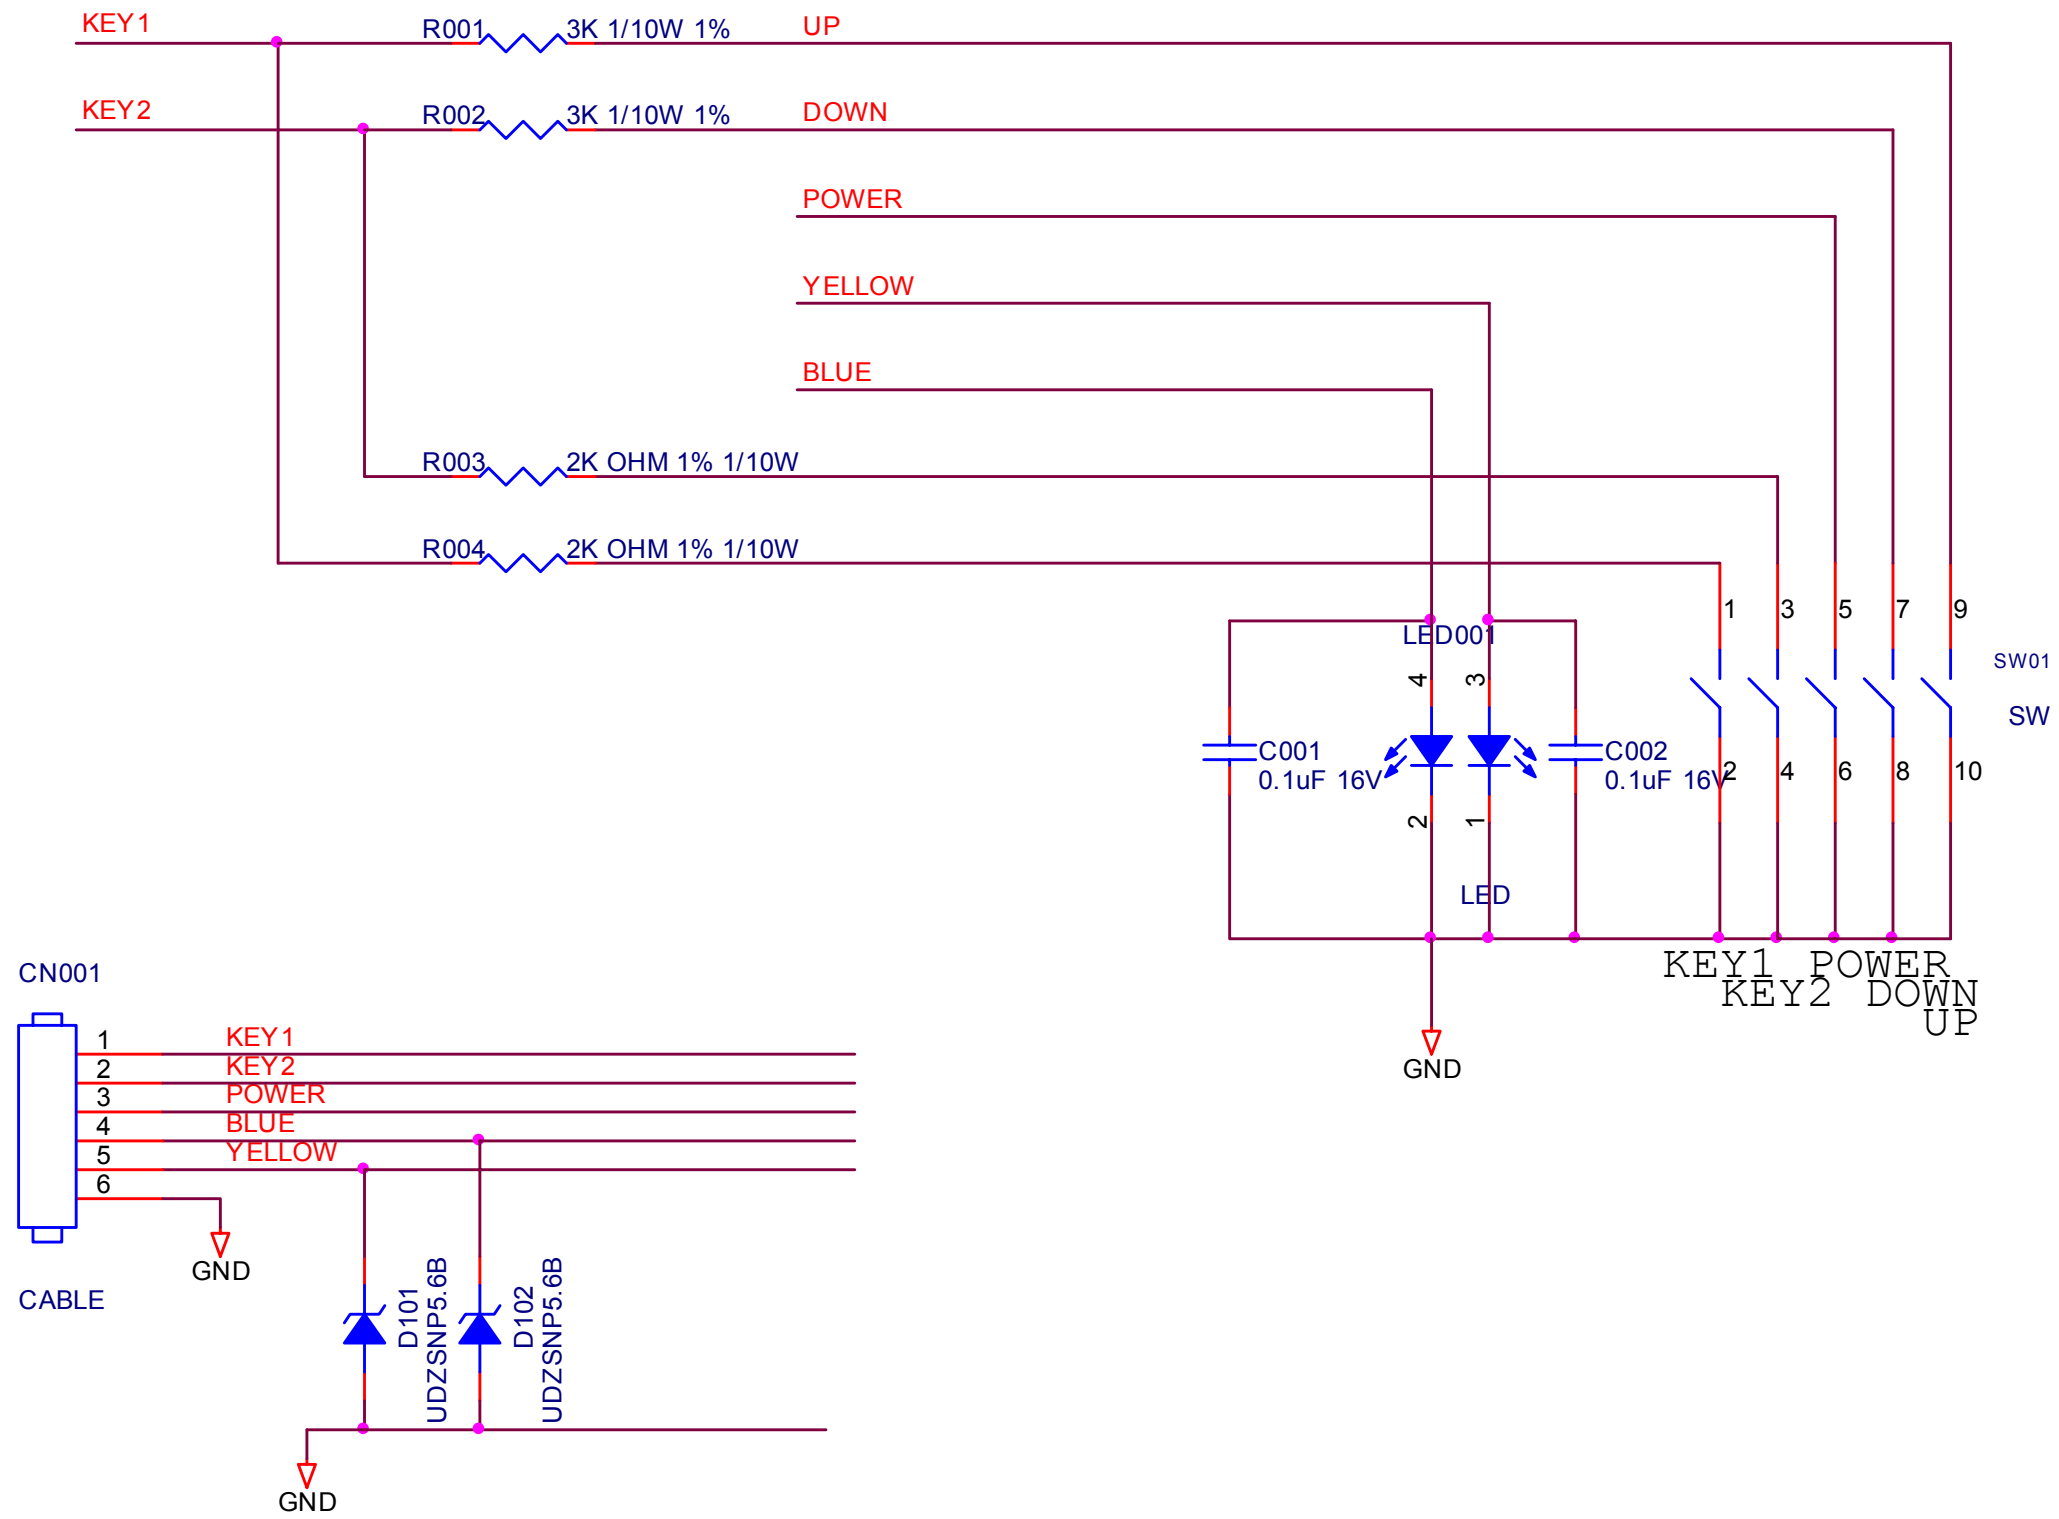 KEY1
R001 3K 1/10W 1% UP
KEY2
R002 3K 1/10W 1% DOWN
POWER
YELLOW
BLUE
R003 2K OHM 1% 1/10W
R004 2K OHM 1% 1/10W
1 3 5 7 9
LED001
SW01
4 3
SW
C001
0.1uF 16V
C002
0.1uF 16V
2 4 6 8 10
2 1
LED
KEY1 POWER
KEY2 DOWN
UP
GND
CN001
1 KEY1
2 KEY2
3 POWER
4 BLUE
5 YELLOW
6
GND
CABLE
D101
UDZSNP5.6B
D102
UDZSNP5.6B
GND